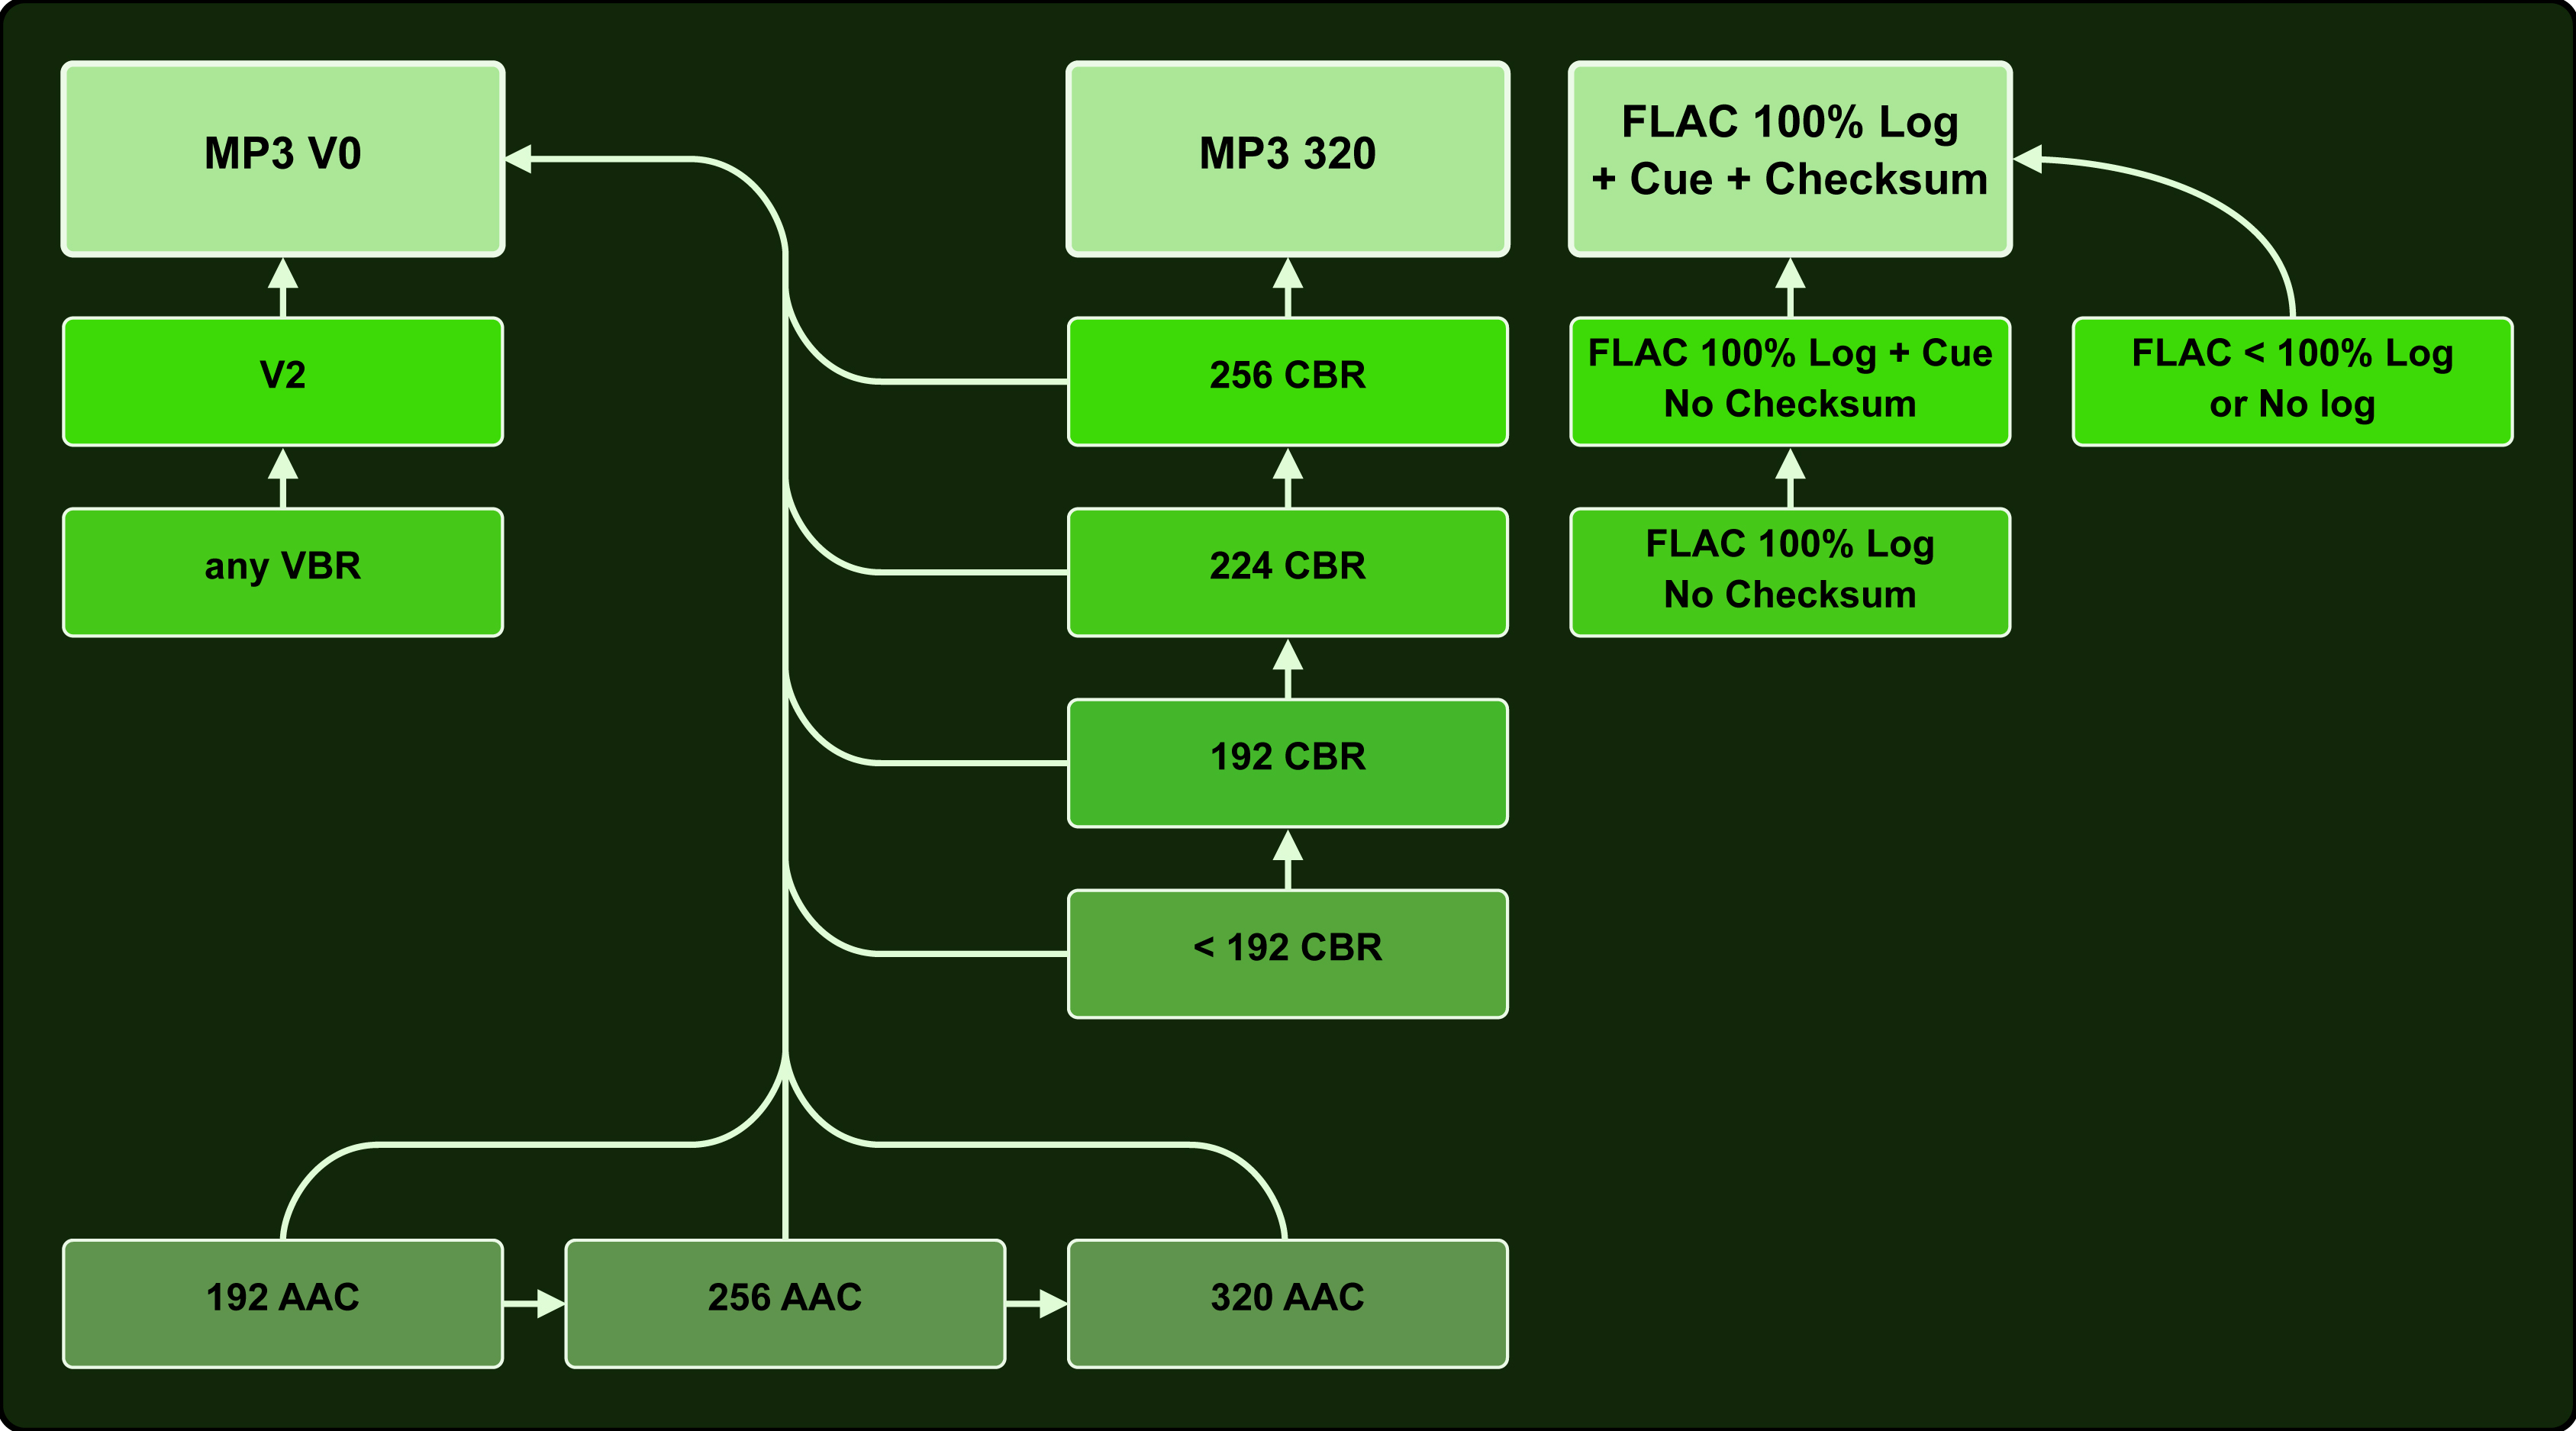 MP3 V0
MP3 320
FLAC 100% Log
+ Cue + Checksum
V2
256 CBR
FLAC 100% Log + Cue
No Checksum
FLAC < 100% Log
or No log
any VBR
224 CBR
FLAC 100% Log
No Checksum
192 CBR
< 192 CBR
192 AAC
256 AAC
320 AAC